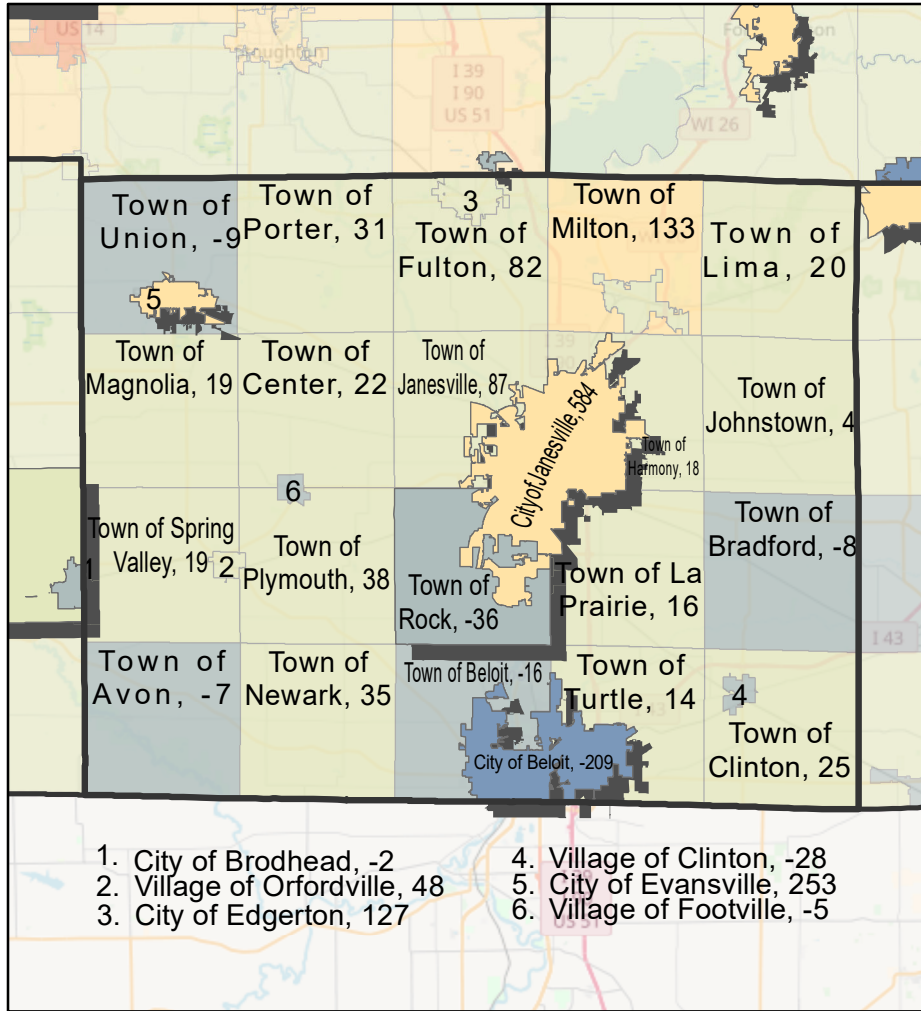 US 14
I 39
I 90
US 51
WI 26
Town of
Union, -9
Town of
Porter, 31
3
Town of
Fulton, 82
Town of
Milton, 133
Town of
Lima, 20
5
Town of
Magnolia, 19
Town of
Center, 22
Town of
Janesville, 87
I 39
City of Janesville, 584
Town of
Harmony, 18
Town of
Johnstown, 4
6
Town of Spring
Valley, 19
2
1
Town of
Plymouth, 38
Town of
Rock, -36
Town of La
Prairie, 16
Town of
Bradford, -8
I 43
Town of
Avon, -7
Town of
Newark, 35
Town of Beloit, -16
Town of
Turtle, 14
4
City of Beloit, -209
Town of
Clinton, 25
1. City of Brodhead, -2
2. Village of Orfordville, 48
3. City of Edgerton, 127
4. Village of Clinton, -28
5. City of Evansville, 253
6. Village of Footville, -5
US 51